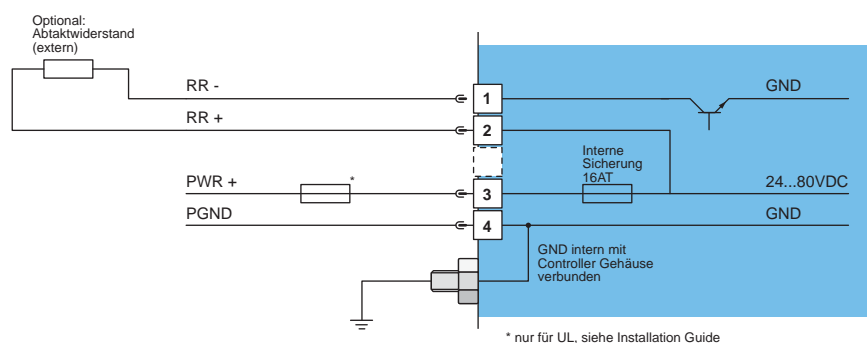 Optional:
Abtaktwiderstand
(extern)
RR -
1
GND
RR +
2
Interne
Sicherung
16AT
PWR +
*
3
24...80VDC
PGND
4
GND
GND intern mit
Controller Gehäuse
verbunden
* nur für UL, siehe Installation Guide